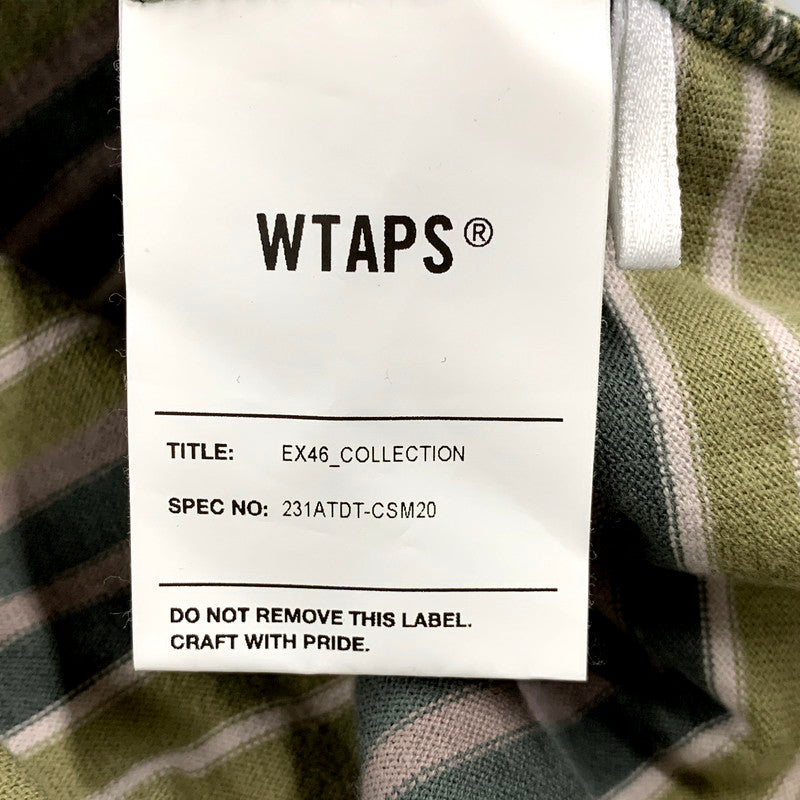 WTAPS®
TITLE: EX46_COLLECTION
SPEC NO: 231ATDT-CSM20
DO NOT REMOVE THIS LABEL.
CRAFT WITH PRIDE.